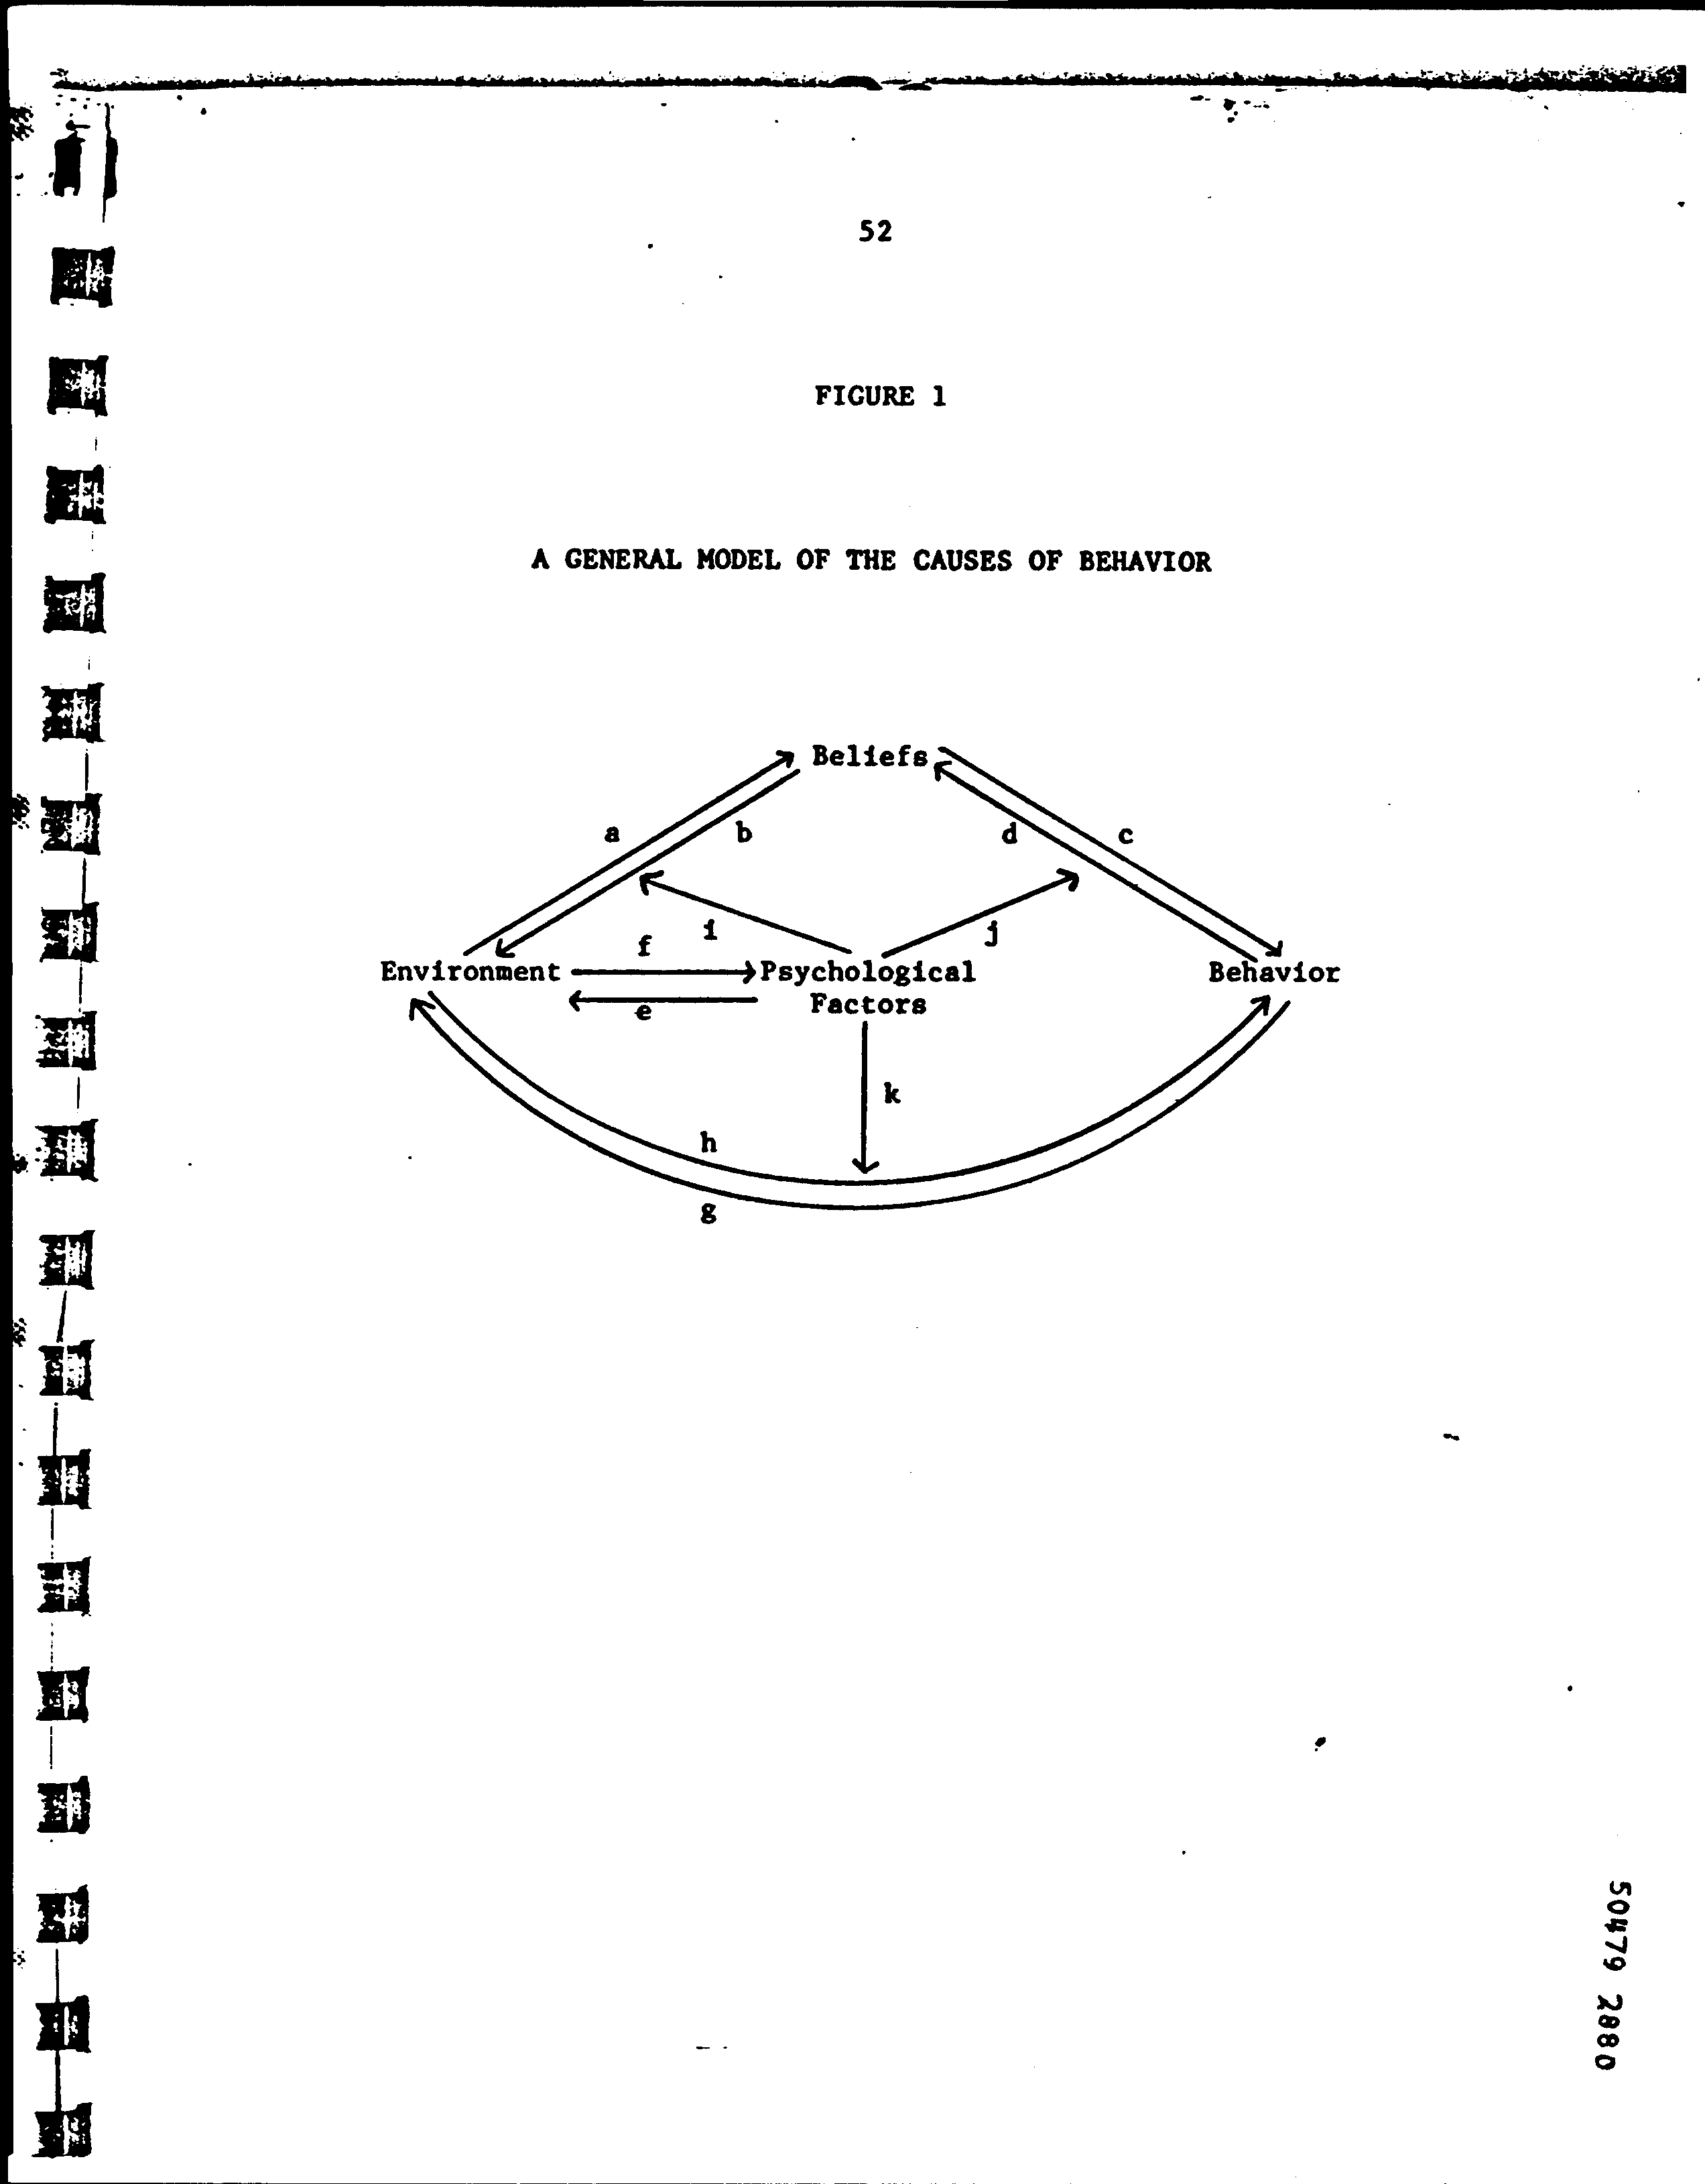 52
FIGURE 1
A GENERAL MODEL OF THE CAUSES OF BEHAVIOR
Beliefs
a
b
d
c
i
j
f
Environment
Psychological
Factors
Behavior
e
k
h
g
50479 2880